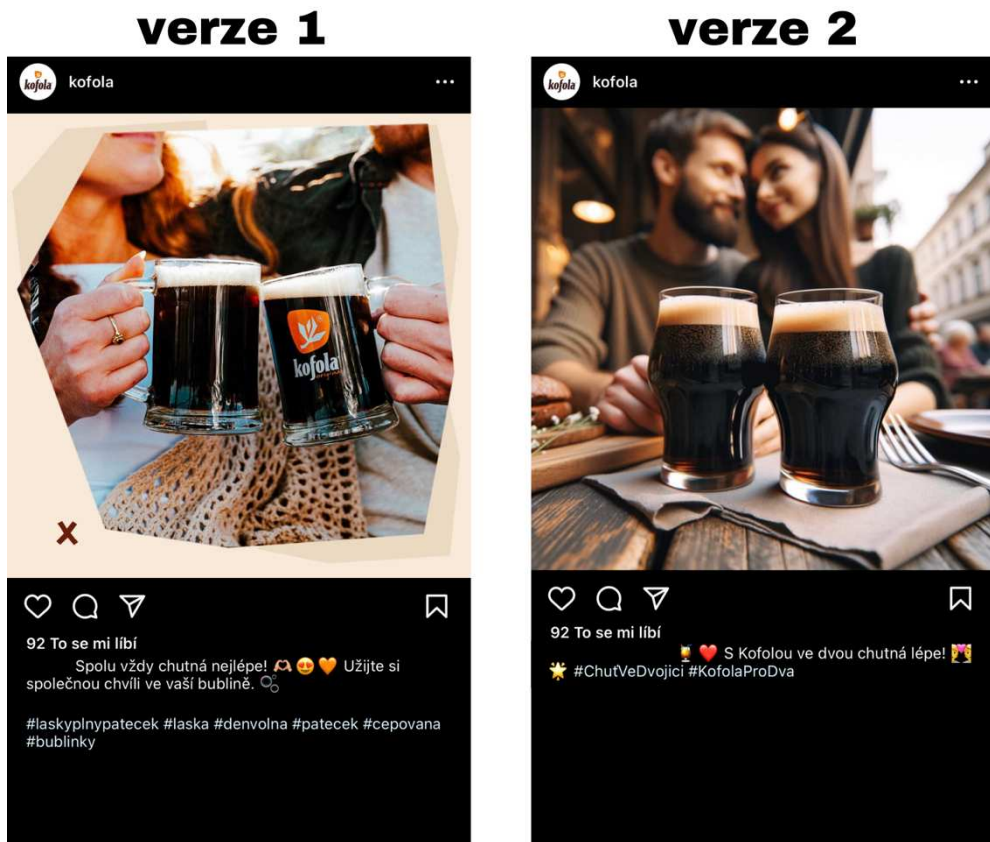 verze 1
kofola
kofola
kofola
Spolu vždy chutná nejlépe! 🫶🏻 😍 🧡 Užijte si
společnou chvíli ve vaší bublině. 🫧
92 To se mi líbí
#laskyplnypatecek #laska #denvolna #patecek #cepovana
#bublinky
verze 2
kofola
kofola
92 To se mi líbí
🍹 ❤️ S Kofolou ve dvou chutná lépe! 👩‍❤️‍👨
🌟 #ChuťVeDvojici #KofolaProDva